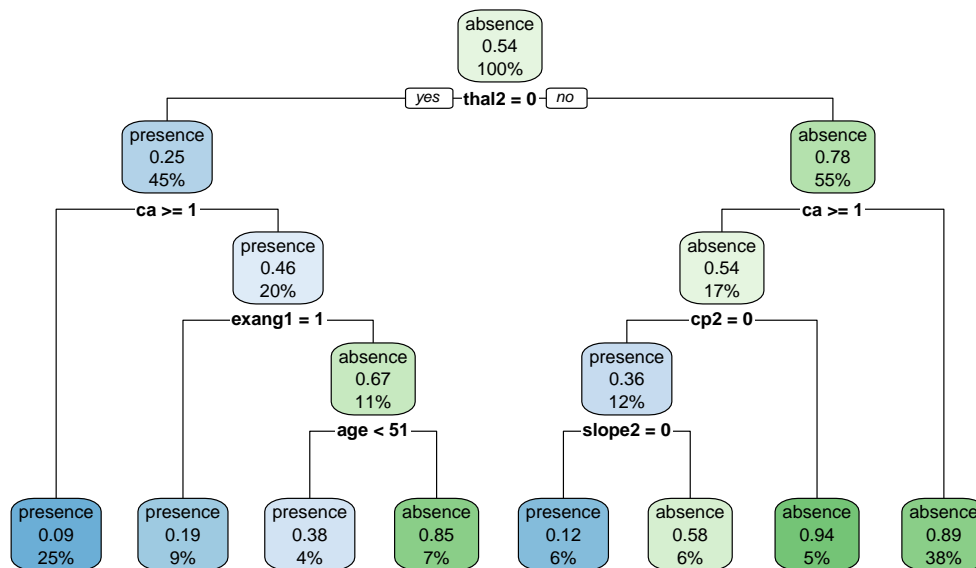 absence
0.54
100%
yes thal2 = 0 no
presence
0.25
45%
absence
0.78
55%
ca >= 1
ca >= 1
presence
0.46
20%
absence
0.54
17%
exang1 = 1
cp2 = 0
absence
0.67
11%
presence
0.36
12%
age < 51
slope2 = 0
presence
0.09
25%
presence
0.19
9%
presence
0.38
4%
absence
0.85
7%
presence
0.12
6%
absence
0.58
6%
absence
0.94
5%
absence
0.89
38%